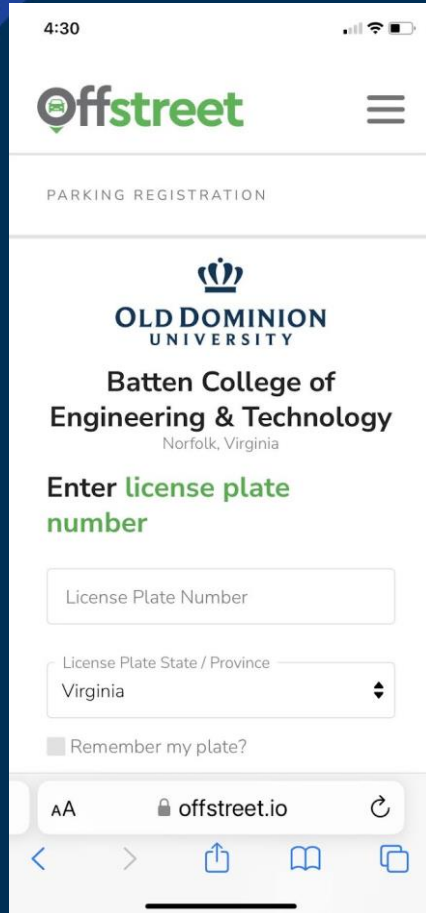 4:30
Offstreet
PARKING REGISTRATION
OLD DOMINION
UNIVERSITY
Batten College of
Engineering & Technology
Norfolk, Virginia
Enter license plate
number
License Plate Number
License Plate State / Province
Virginia
Remember my plate?
AA offstreet.io